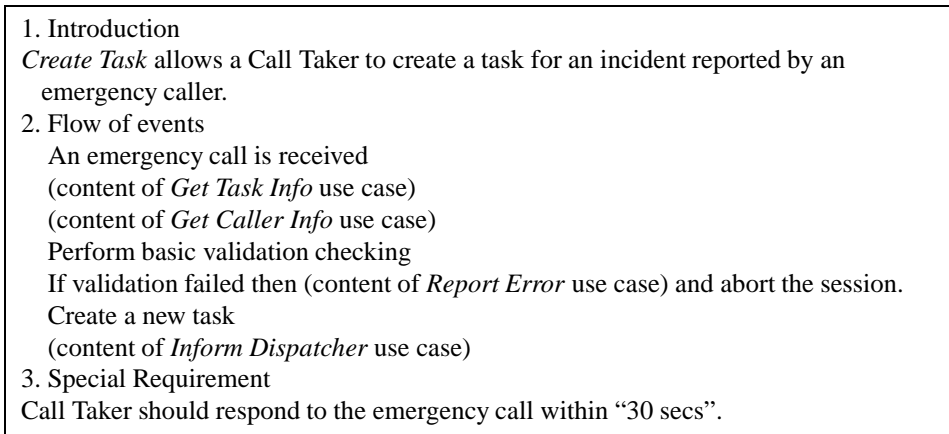 1. Introduction
Create Task allows a Call Taker to create a task for an incident reported by an
emergency caller.
2. Flow of events
An emergency call is received
(content of Get Task Info use case)
(content of Get Caller Info use case)
Perform basic validation checking
If validation failed then (content of Report Error use case) and abort the session.
Create a new task
(content of Inform Dispatcher use case)
3. Special Requirement
Call Taker should respond to the emergency call within “30 secs”.